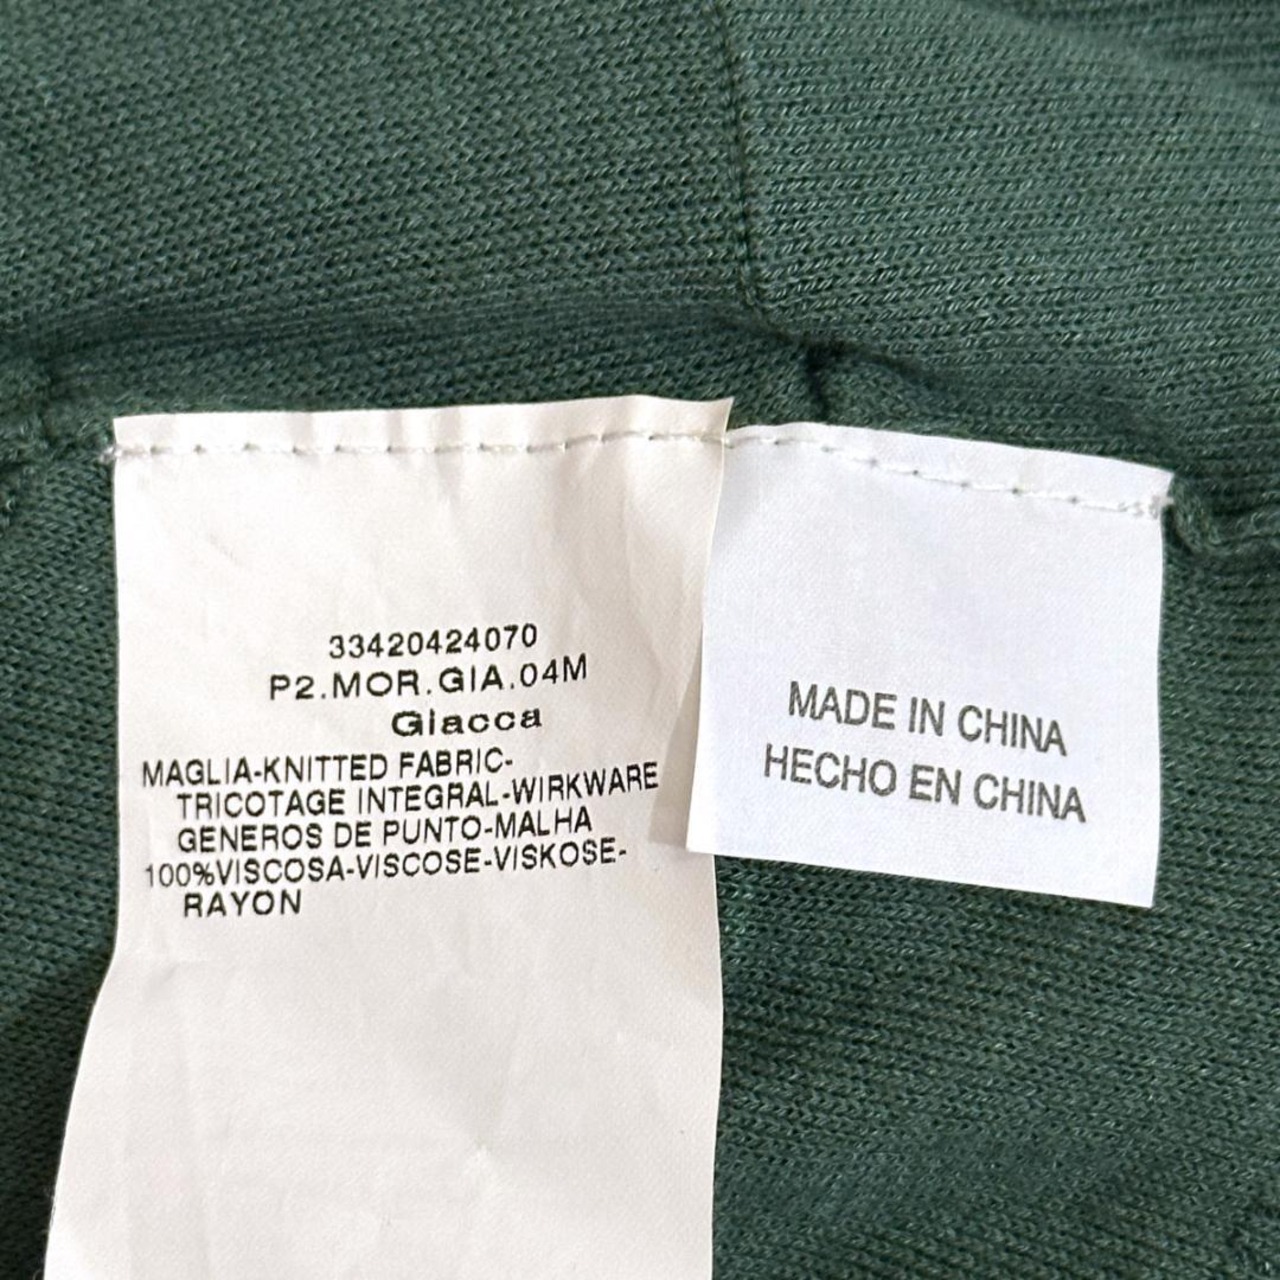 33420424070
P2.MOR.GIA.04M
Giacca
MAGLIA-KNITTED FABRIC-
TRICOTAGE INTEGRAL-WIRKWARE
GENEROS DE PUNTO-MALHA
100%VISCOSA-VISCOSE-VISKOSE-
RAYON
MADE IN CHINA
HECHO EN CHINA